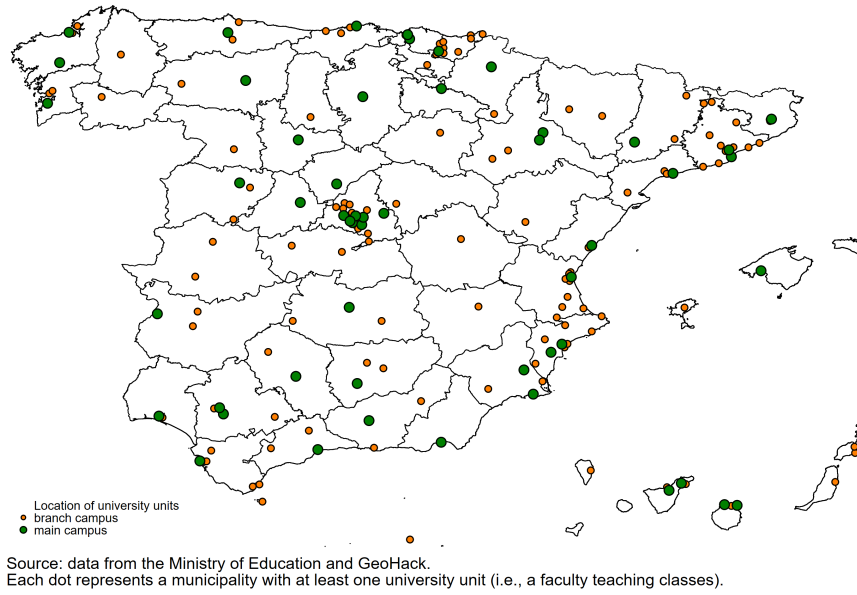 Location of university units
branch campus
main campus
Source: data from the Ministry of Education and GeoHack.
Each dot represents a municipality with at least one university unit (i.e., a faculty teaching classes).